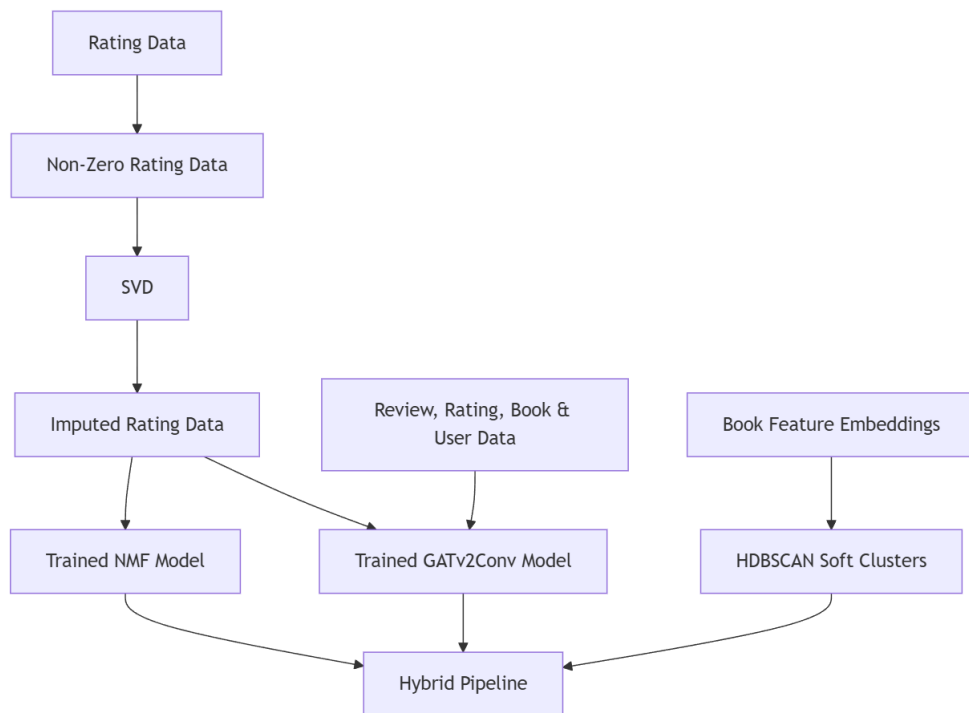 Rating Data
Non-Zero Rating Data
SVD
Imputed Rating Data
Review, Rating, Book &
User Data
Book Feature Embeddings
Trained NMF Model
Trained GATv2Conv Model
HDBSCAN Soft Clusters
Hybrid Pipeline